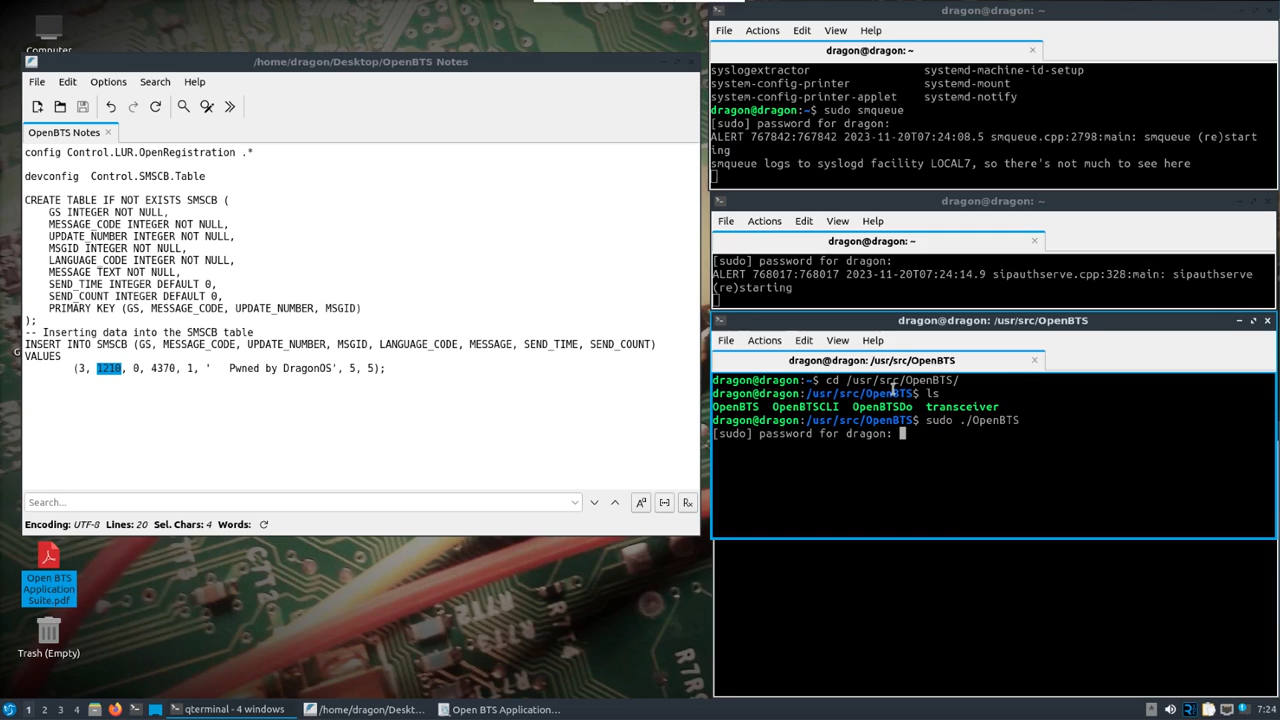 Computer
/home/dragon/Desktop/OpenBTS Notes
File Edit Options Search Help
OpenBTS Notes
config Control.LUR.OpenRegistration .*
devconfig  Control.SMSCB.Table
CREATE TABLE IF NOT EXISTS SMSCB (
    GS INTEGER NOT NULL,
    MESSAGE_CODE INTEGER NOT NULL,
    UPDATE_NUMBER INTEGER NOT NULL,
    MSGID INTEGER NOT NULL,
    LANGUAGE_CODE INTEGER NOT NULL,
    MESSAGE TEXT NOT NULL,
    SEND_TIME INTEGER DEFAULT 0,
    SEND_COUNT INTEGER DEFAULT 0,
    PRIMARY KEY (GS, MESSAGE_CODE, UPDATE_NUMBER, MSGID)
);
-- Inserting data into the SMSCB table
INSERT INTO SMSCB (GS, MESSAGE_CODE, UPDATE_NUMBER, MSGID, LANGUAGE_CODE, MESSAGE, SEND_TIME, SEND_COUNT)
VALUES
        (3, 1210, 0, 4370, 1, '   Pwned by DragonOS', 5, 5);
Search...
Encoding: UTF-8 Lines: 20 Sel. Chars: 4 Words:
Open BTS
Application
Suite.pdf
Trash (Empty)
dragon@dragon: ~
File Actions Edit View Help
dragon@dragon: ~
syslogextractor systemd-machine-id-setup
system-config-printer systemd-mount
system-config-printer-applet systemd-notify
dragon@dragon:~$ sudo smqueue
[sudo] password for dragon:
ALERT 767842:767842 2023-11-20T07:24:08.5 smqueue.cpp:2798:main: smqueue (re)start
ing
smqueue logs to syslogd facility LOCAL7, so there's not much to see here
dragon@dragon: ~
File Actions Edit View Help
dragon@dragon: ~
[sudo] password for dragon:
ALERT 768017:768017 2023-11-20T07:24:14.9 sipauthserve.cpp:328:main: sipauthserve
(re)starting
dragon@dragon: /usr/src/OpenBTS
File Actions Edit View Help
dragon@dragon: /usr/src/OpenBTS
dragon@dragon:~$ cd /usr/src/OpenBTS/
dragon@dragon:/usr/src/OpenBTS$ ls
OpenBTS OpenBTSCLI OpenBTSDo transceiver
dragon@dragon:/usr/src/OpenBTS$ sudo ./OpenBTS
[sudo] password for dragon:
1 2 3 4 qterminal - 4 windows /home/dragon/Deskt... Open BTS Application... 7:24